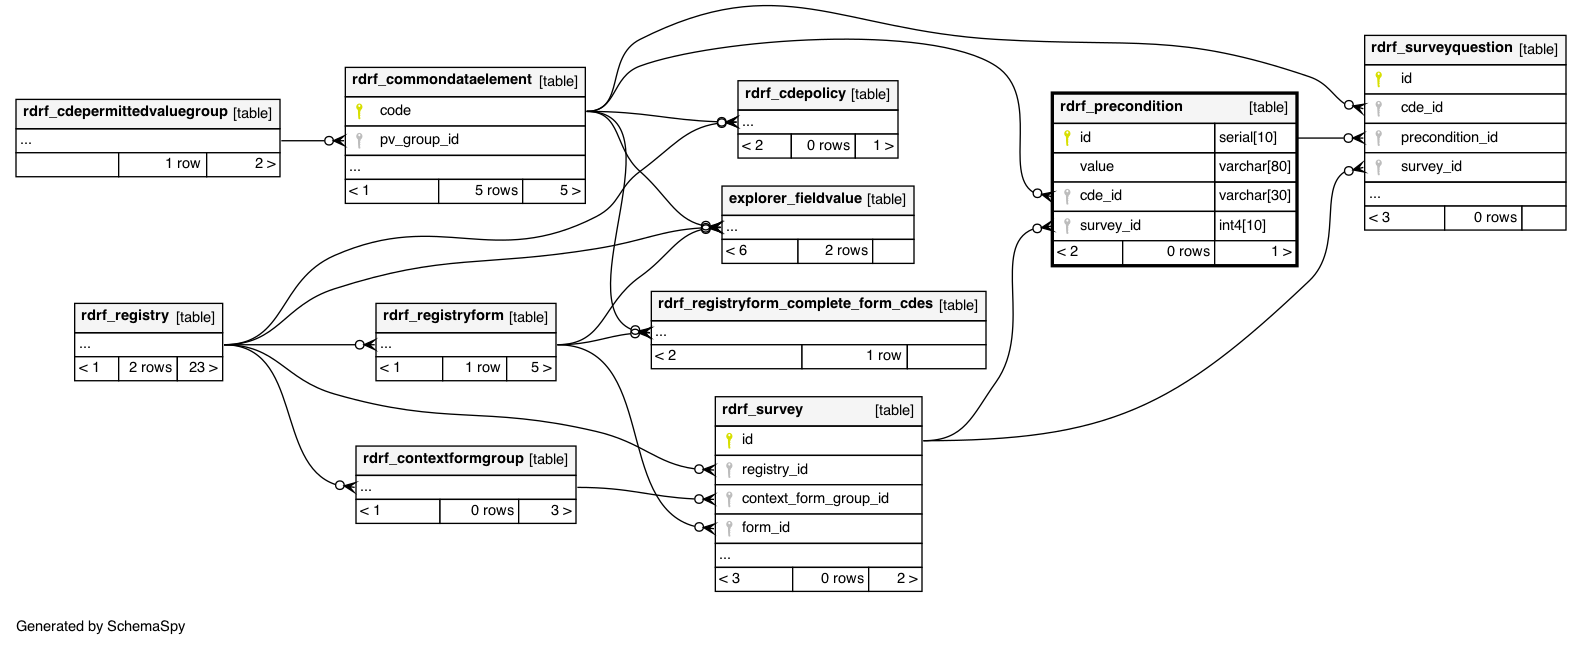 rdrf_cdepermittedvaluegroup [table]
...
1 row 2 >
rdrf_commondataelement [table]
code
pv_group_id
...
< 1 5 rows 5 >
rdrf_cdepolicy [table]
...
< 2 0 rows 1 >
explorer_fieldvalue [table]
...
< 6 2 rows
rdrf_precondition [table]
id serial[10]
value varchar[80]
cde_id varchar[30]
survey_id int4[10]
< 2 0 rows 1 >
rdrf_surveyquestion [table]
id
cde_id
precondition_id
survey_id
...
< 3 0 rows
rdrf_registry [table]
...
< 1 2 rows 23 >
rdrf_registryform [table]
...
< 1 1 row 5 >
rdrf_registryform_complete_form_cdes [table]
...
< 2 1 row
rdrf_contextformgroup [table]
...
< 1 0 rows 3 >
rdrf_survey [table]
id
registry_id
context_form_group_id
form_id
...
< 3 0 rows 2 >
Generated by SchemaSpy